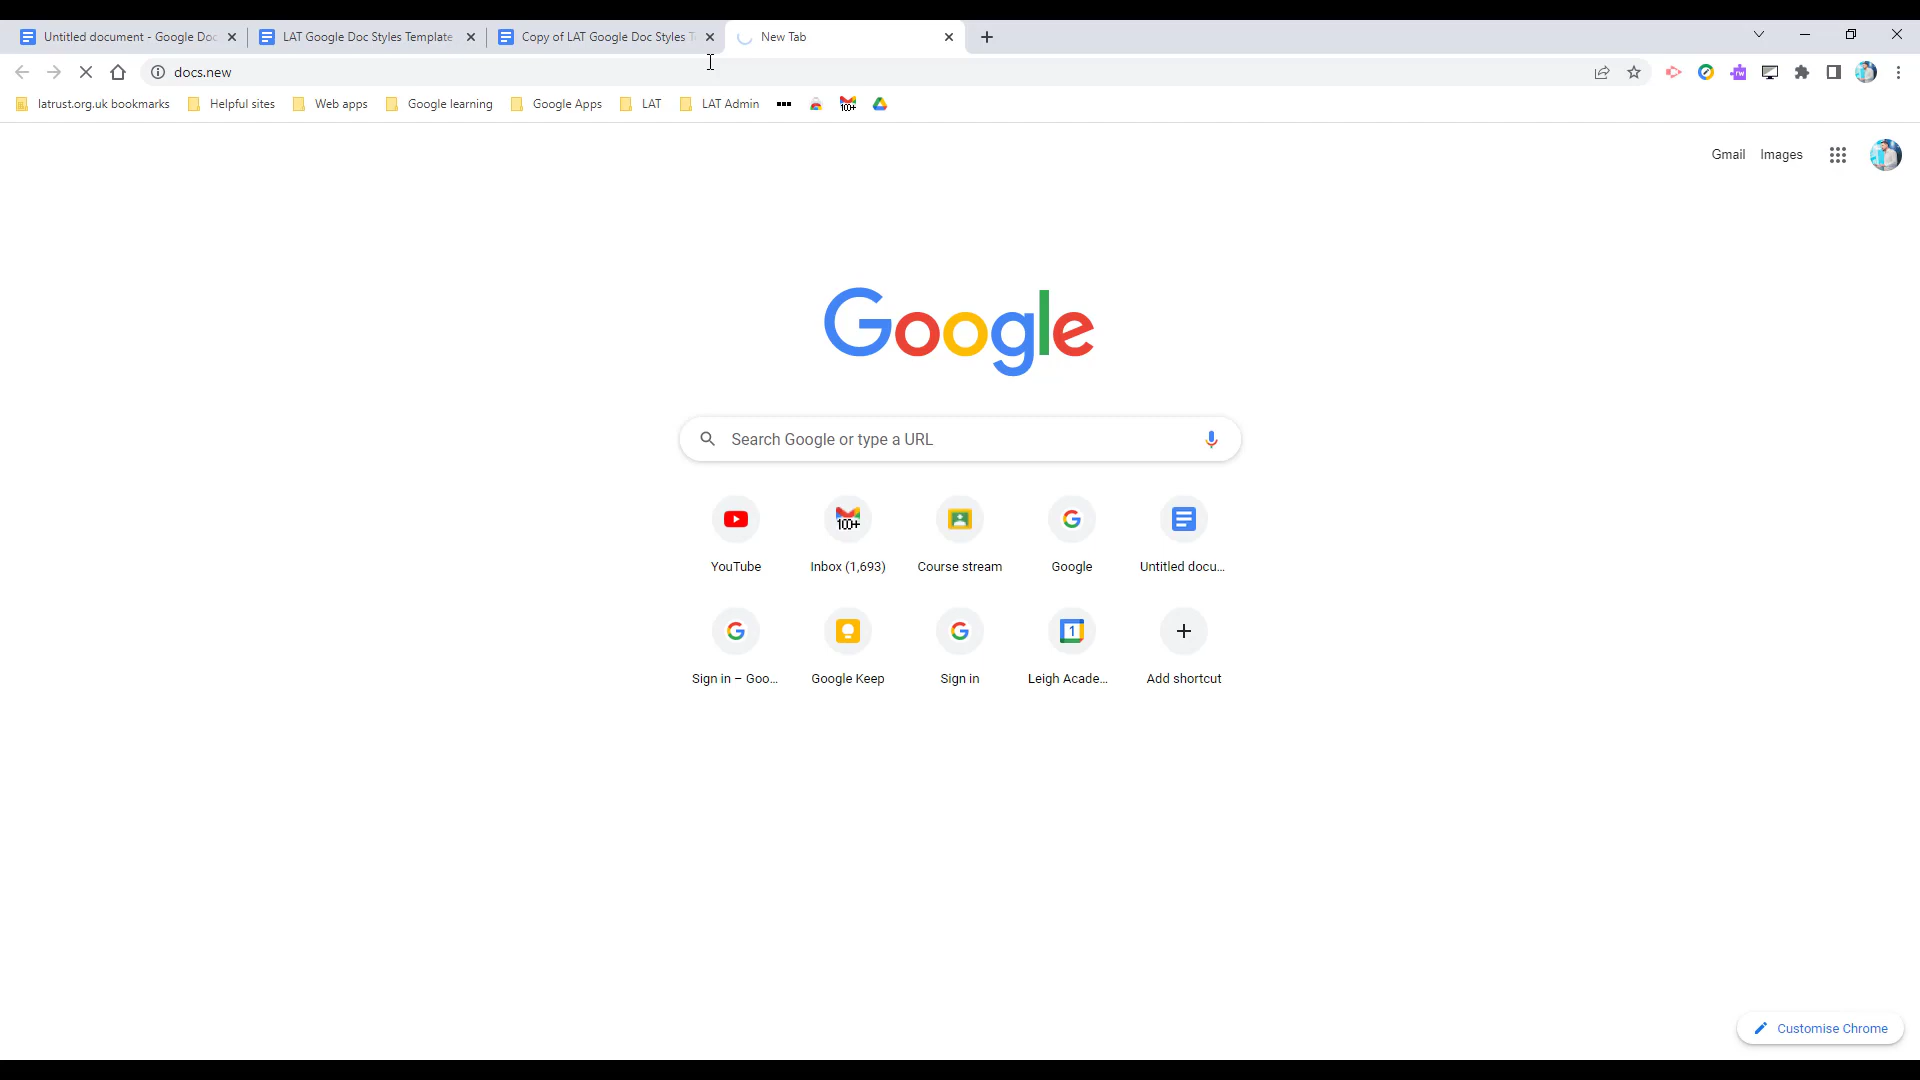 Untitled document - Google Doc
LAT Google Doc Styles Template
Copy of LAT Google Doc Styles T
New Tab
docs.new
latrust.org.uk bookmarks
Helpful sites
Web apps
Google learning
Google Apps
LAT
LAT Admin
100+
Gmail
Images
Google
Search Google or type a URL
100+
YouTube
Inbox (1,693)
Course stream
Google
Untitled docu...
1
Sign in – Goo...
Google Keep
Sign in
Leigh Acade...
Add shortcut
Customise Chrome